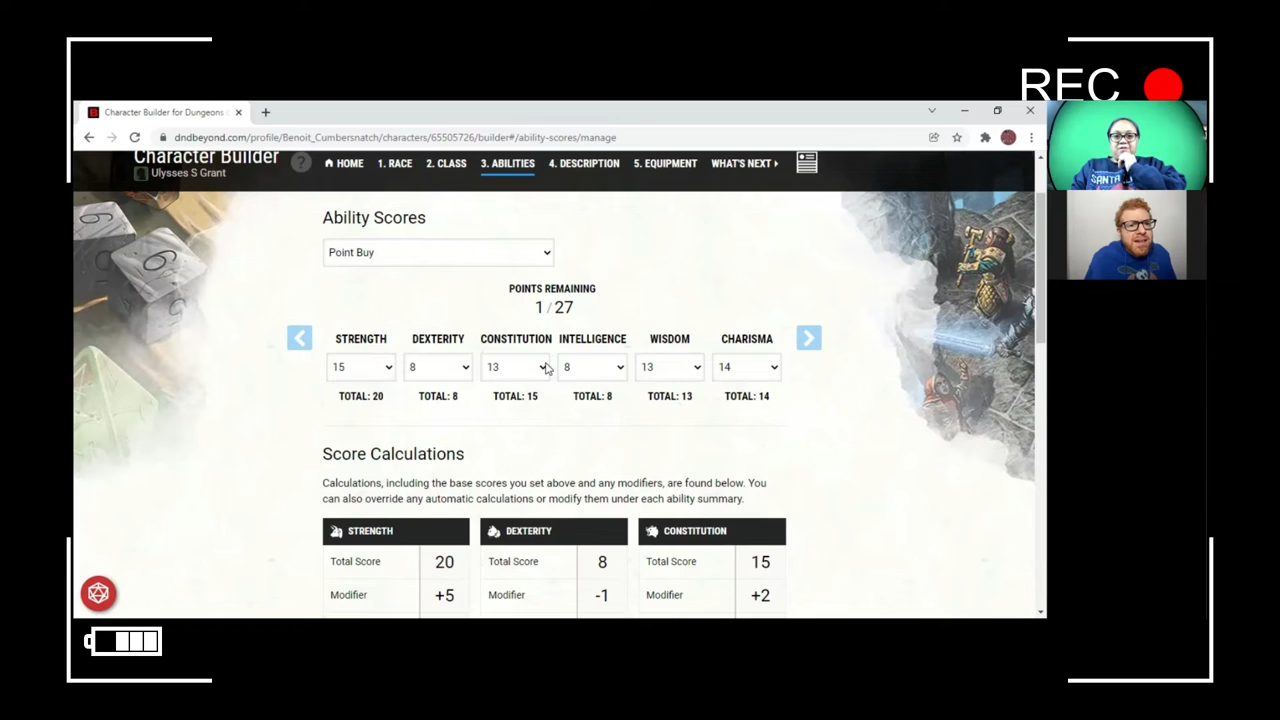 REC
Character Builder for Dungeons
dndbeyond.com/profile/Benoit_Cumbersnatch/characters/65505726/builder#/ability-scores/manage
Character Builder
Ulysses S Grant
?
HOME 1. RACE 2. CLASS 3. ABILITIES 4. DESCRIPTION 5. EQUIPMENT WHAT'S NEXT
SANTA
Ability Scores
Point Buy
POINTS REMAINING
1 / 27
STRENGTH DEXTERITY CONSTITUTION INTELLIGENCE WISDOM CHARISMA
15 8 13 8 13 14
TOTAL: 20 TOTAL: 8 TOTAL: 15 TOTAL: 8 TOTAL: 13 TOTAL: 14
Score Calculations
Calculations, including the base scores you set above and any modifiers, are found below. You
can also override any automatic calculations or modify them under each ability summary.
STRENGTH DEXTERITY CONSTITUTION
Total Score 20 Total Score 8 Total Score 15
Modifier +5 Modifier -1 Modifier +2